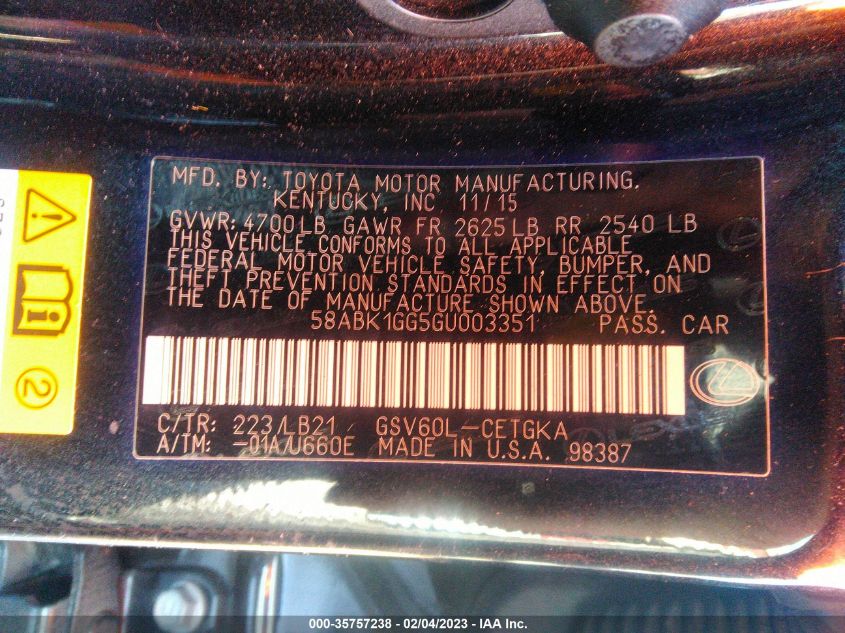 MFD. BY: TOYOTA MOTOR MANUFACTURING.
KENTUCKY, INC. 11/15
GVWR: 4700LB GAWR FR 2625LB RR 2540 LB
THIS VEHICLE CONFORMS TO ALL APPLICABLE
FEDERAL MOTOR VEHICLE SAFETY, BUMPER, AND
THEFT PREVENTION STANDARDS IN EFFECT ON
THE DATE OF MANUFACTURE SHOWN ABOVE.
58ABK1GG5GU003351 PASS. CAR
C/TR: 223/LB21 GSV60L-CETGKA
A/TM: -01A/U660E MADE IN U.S.A. 98387
2
000-35757238 - 02/04/2023 - IAA Inc.